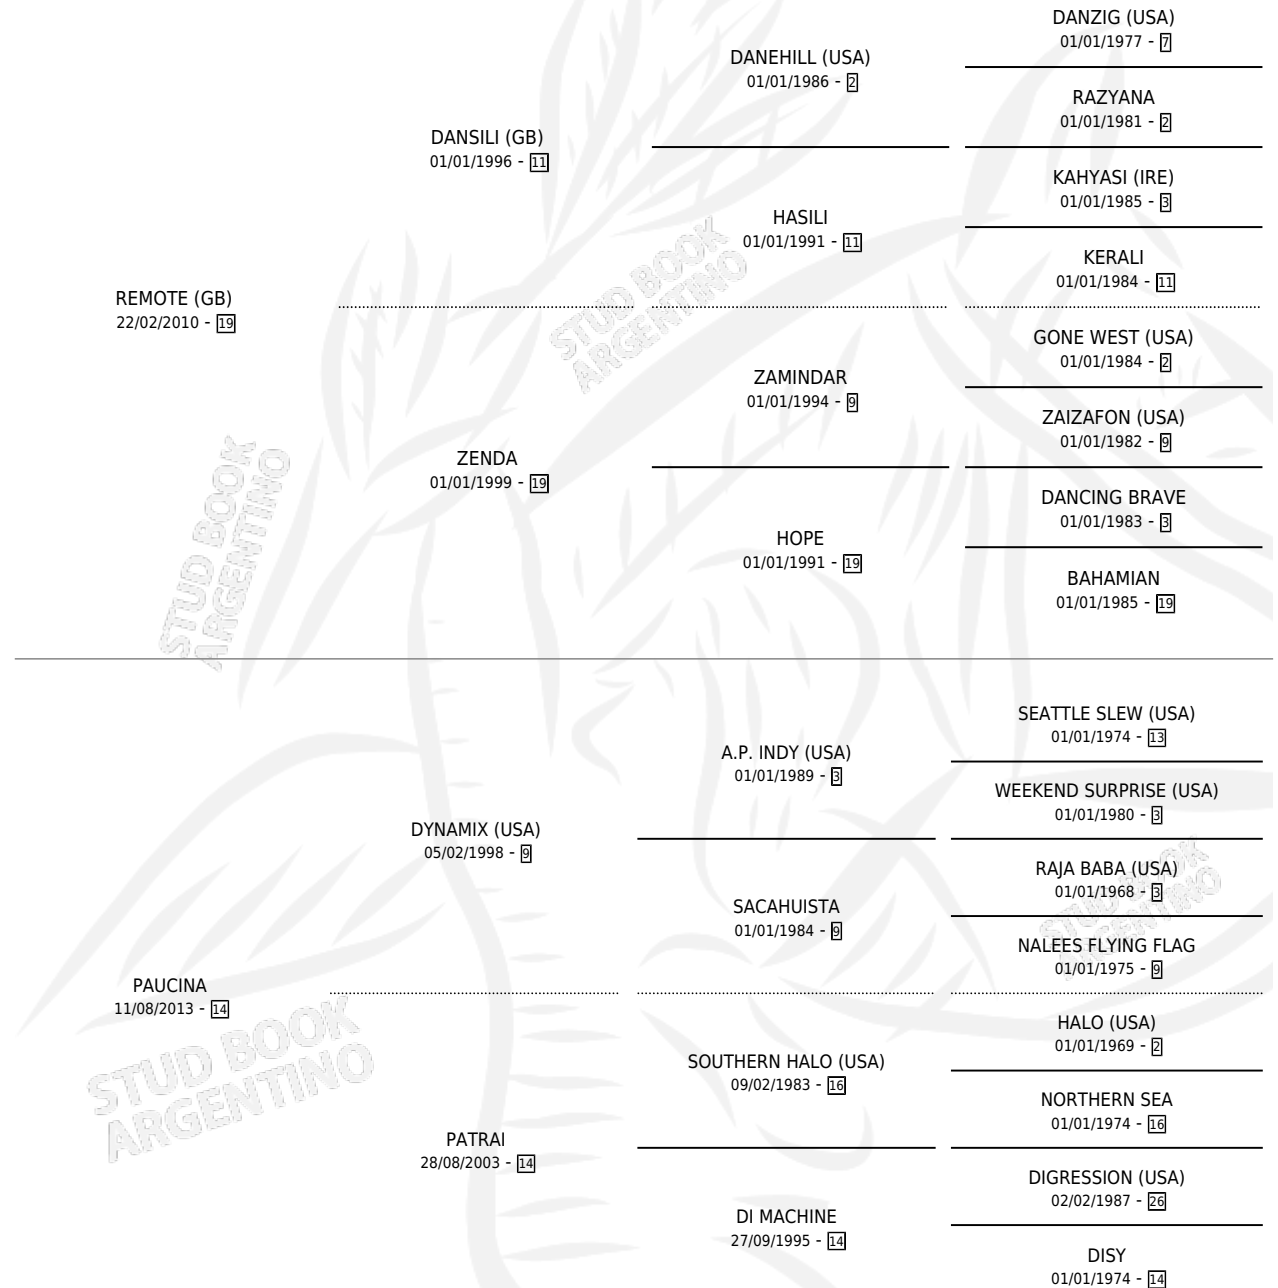 DANZIG (USA)
01/01/1977 - 7
DANEHILL (USA)
01/01/1986 - 2
RAZYANA
01/01/1981 - 2
DANSILI (GB)
01/01/1996 - 11
KAHYASI (IRE)
01/01/1985 - 3
HASILI
01/01/1991 - 11
KERALI
01/01/1984 - 11
REMOTE (GB)
22/02/2010 - 19
STUD BOOK
ARGENTINO
GONE WEST (USA)
01/01/1984 - 2
ZAMINDAR
01/01/1994 - 9
ZAIZAFON (USA)
01/01/1982 - 9
ZENDA
01/01/1999 - 19
DANCING BRAVE
01/01/1983 - 3
HOPE
01/01/1991 - 19
BAHAMIAN
01/01/1985 - 19
STUD BOOK
ARGENTINO
SEATTLE SLEW (USA)
01/01/1974 - 13
A.P. INDY (USA)
01/01/1989 - 3
WEEKEND SURPRISE (USA)
01/01/1980 - 3
DYNAMIX (USA)
05/02/1998 - 9
RAJA BABA (USA)
01/01/1968 - 3
SACAHUISTA
01/01/1984 - 9
NALEES FLYING FLAG
01/01/1975 - 9
STUD BOOK
ARGENTINO
PAUCINA
11/08/2013 - 14
HALO (USA)
01/01/1969 - 2
SOUTHERN HALO (USA)
09/02/1983 - 16
NORTHERN SEA
01/01/1974 - 16
STUD BOOK
ARGENTINO
PATRAI
28/08/2003 - 14
DIGRESSION (USA)
02/02/1987 - 26
DI MACHINE
27/09/1995 - 14
DISY
01/01/1974 - 14